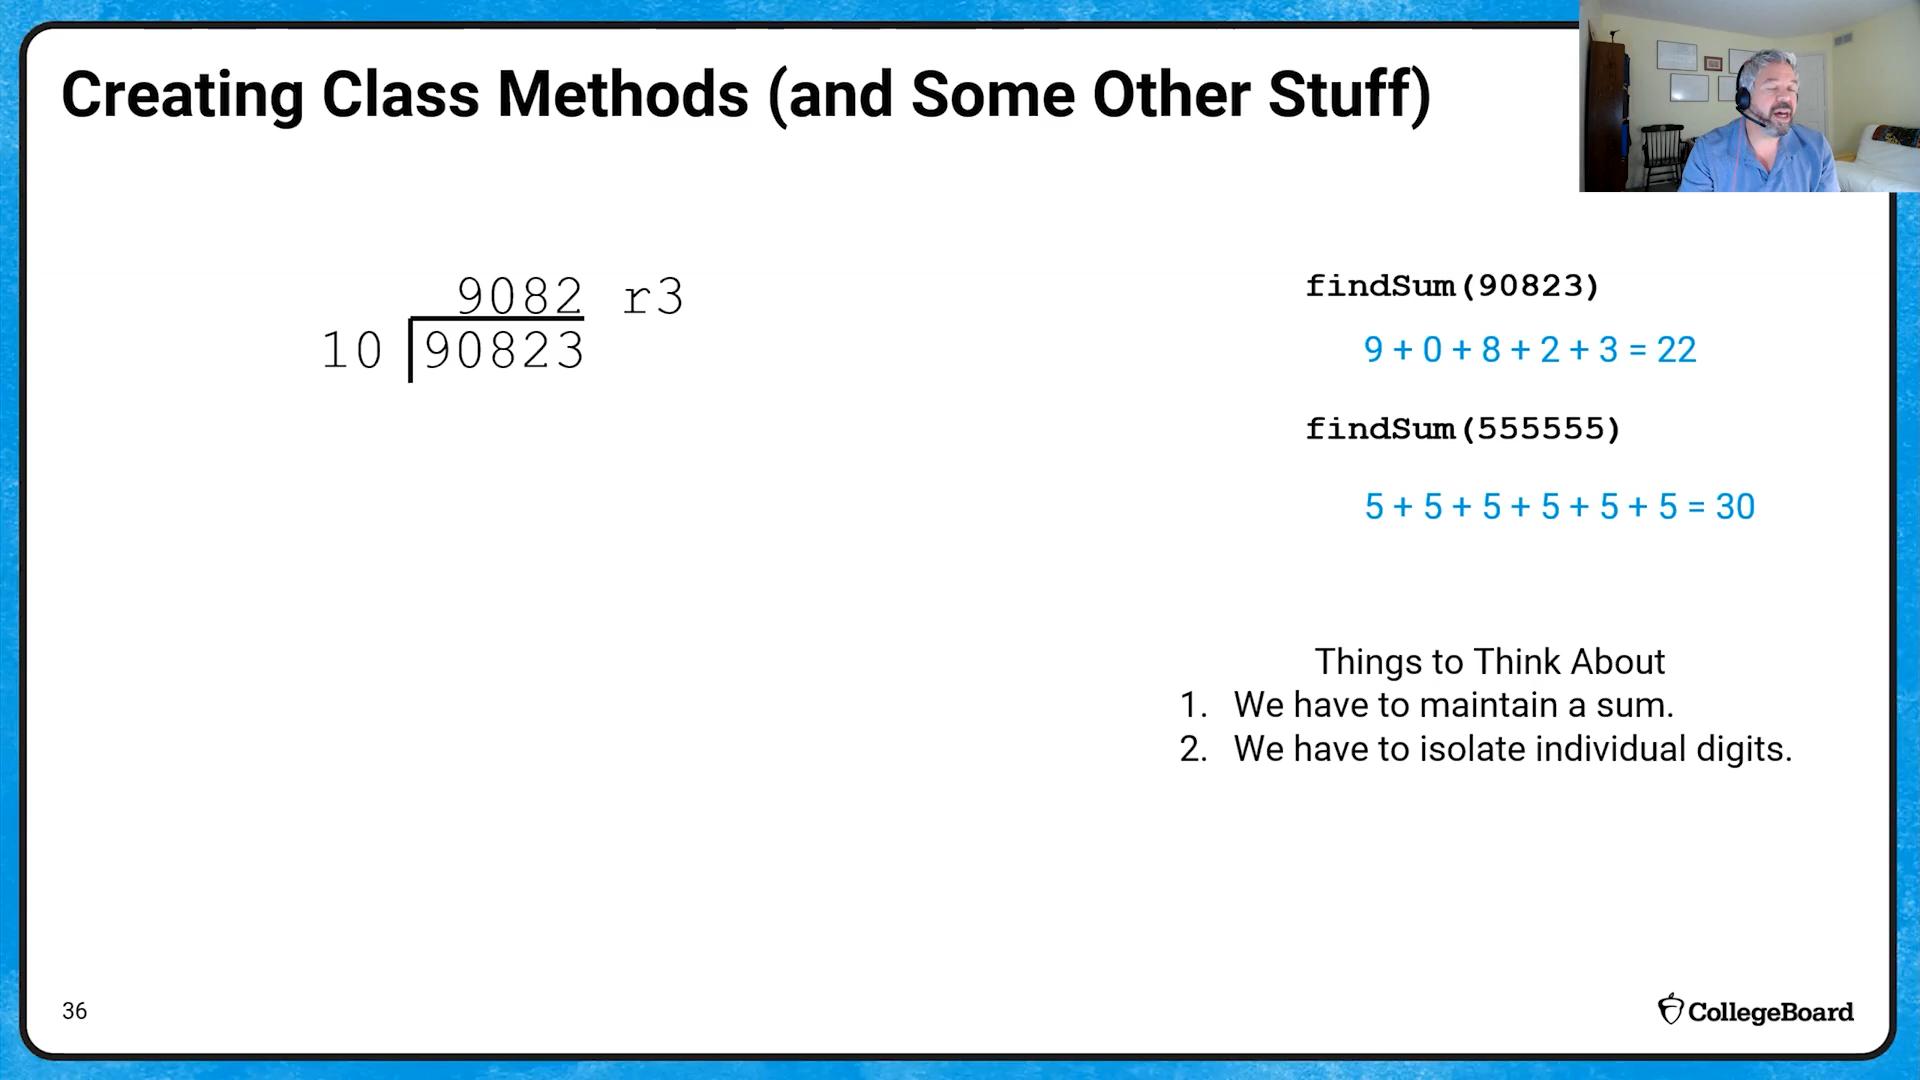 Creating Class Methods (and Some Other Stuff)
9082 r3
10 90823
findSum(90823)
9 + 0 + 8 + 2 + 3 = 22
findSum(555555)
5 + 5 + 5 + 5 + 5 + 5 = 30
Things to Think About
1. We have to maintain a sum.
2. We have to isolate individual digits.
36
CollegeBoard